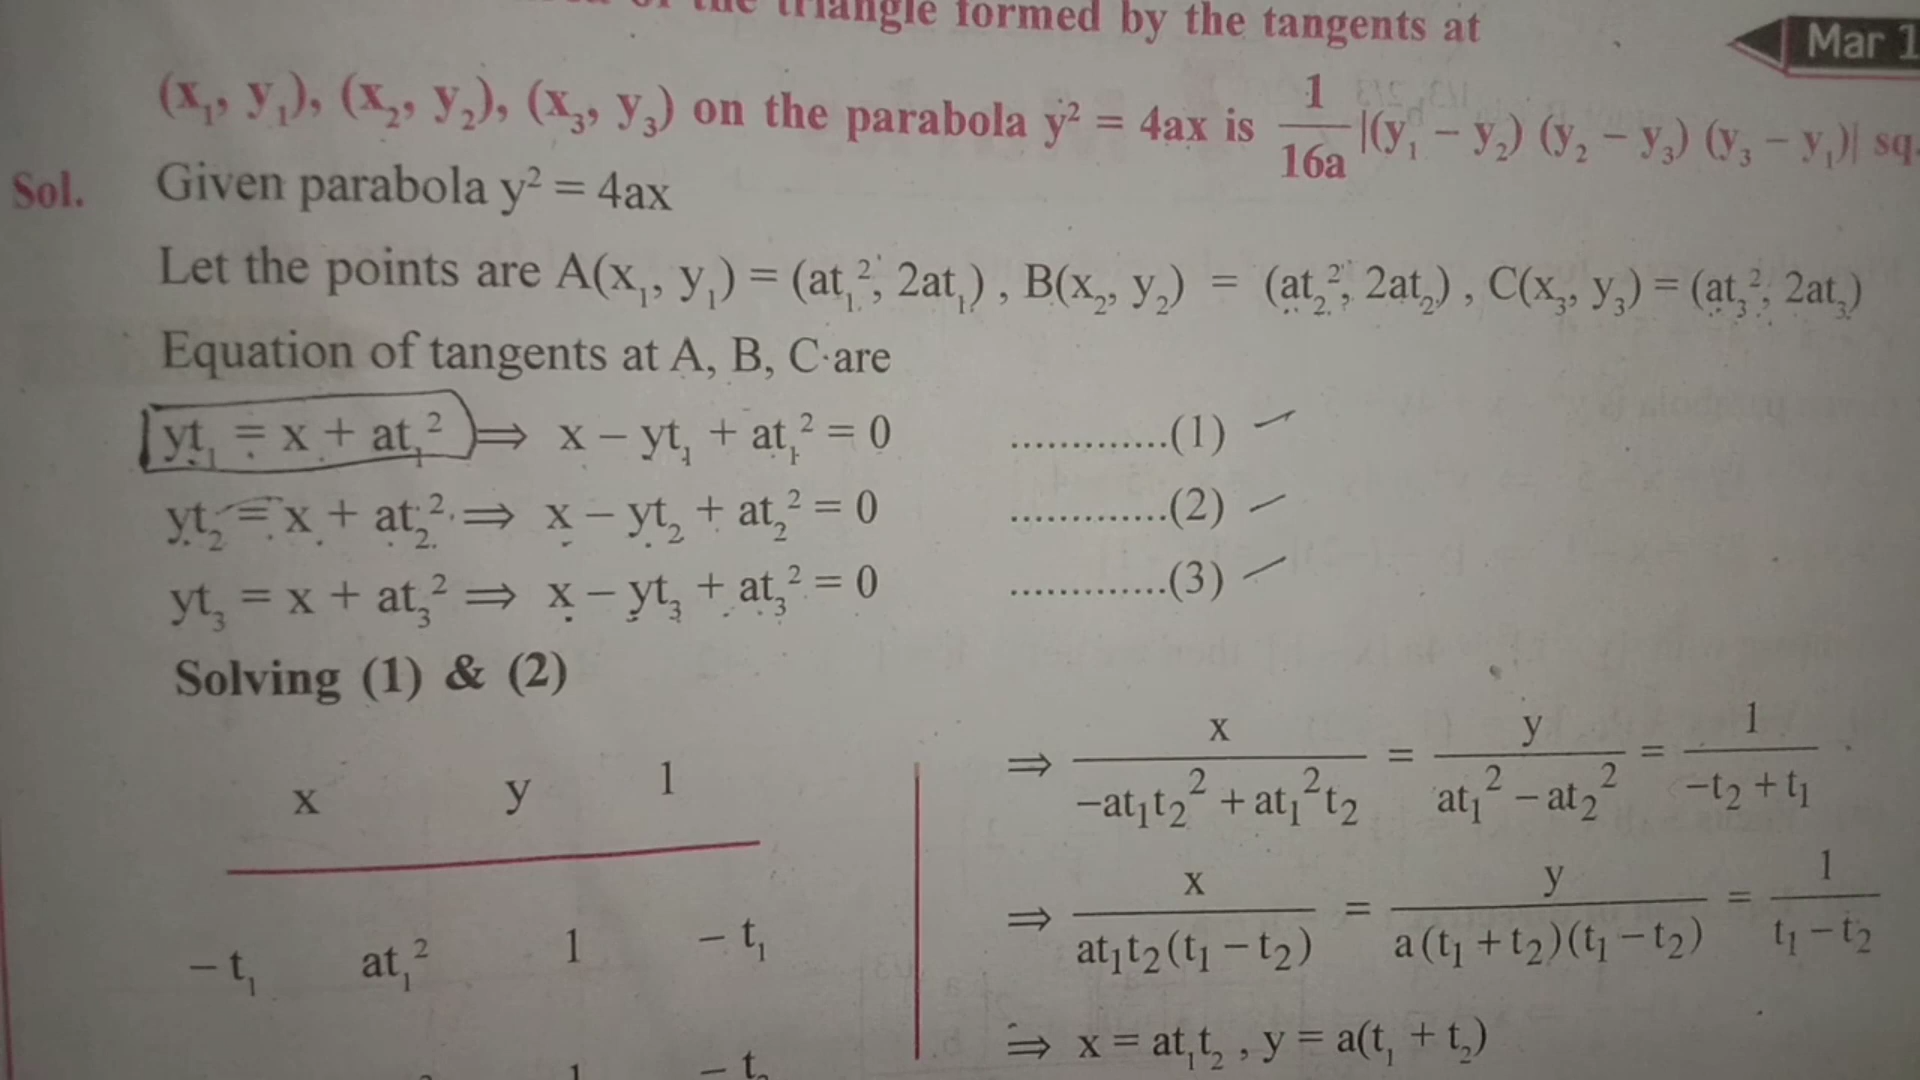 the triangle formed by the tangents at
Mar 1
(x₁, y₁), (x₂, y₂), (x₃, y₃) on the parabola y² = 4ax is 1/16a |(y₁ – y₂) (y₂ – y₃) (y₃ – y₁)| sq.
Sol. Given parabola y² = 4ax
Let the points are A(x₁, y₁) = (at₁², 2at₁) , B(x₂, y₂) = (at₂², 2at₂) , C(x₃, y₃) = (at₃², 2at₃)
Equation of tangents at A, B, C are
yt₁ = x + at₁² ⇒ x – yt₁ + at₁² = 0 .............(1)
yt₂ = x + at₂² ⇒ x – yt₂ + at₂² = 0 .............(2)
yt₃ = x + at₃² ⇒ x – yt₃ + at₃² = 0 .............(3)
Solving (1) & (2)
x y 1
– t₁ at₁² 1 – t₁
1 – t₂
⇒ x/(–at₁t₂² + at₁²t₂) = y/(at₁² – at₂²) = 1/(–t₂ + t₁)
⇒ x/(at₁t₂(t₁ – t₂)) = y/(a(t₁ + t₂)(t₁ – t₂)) = 1/(t₁ – t₂)
⇒ x = at₁t₂ , y = a(t₁ + t₂)